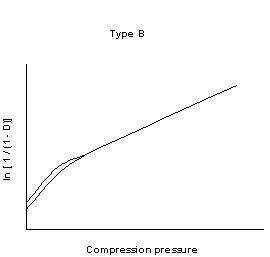 Type B
ln [ 1 / (1 - D)]
Compression pressure